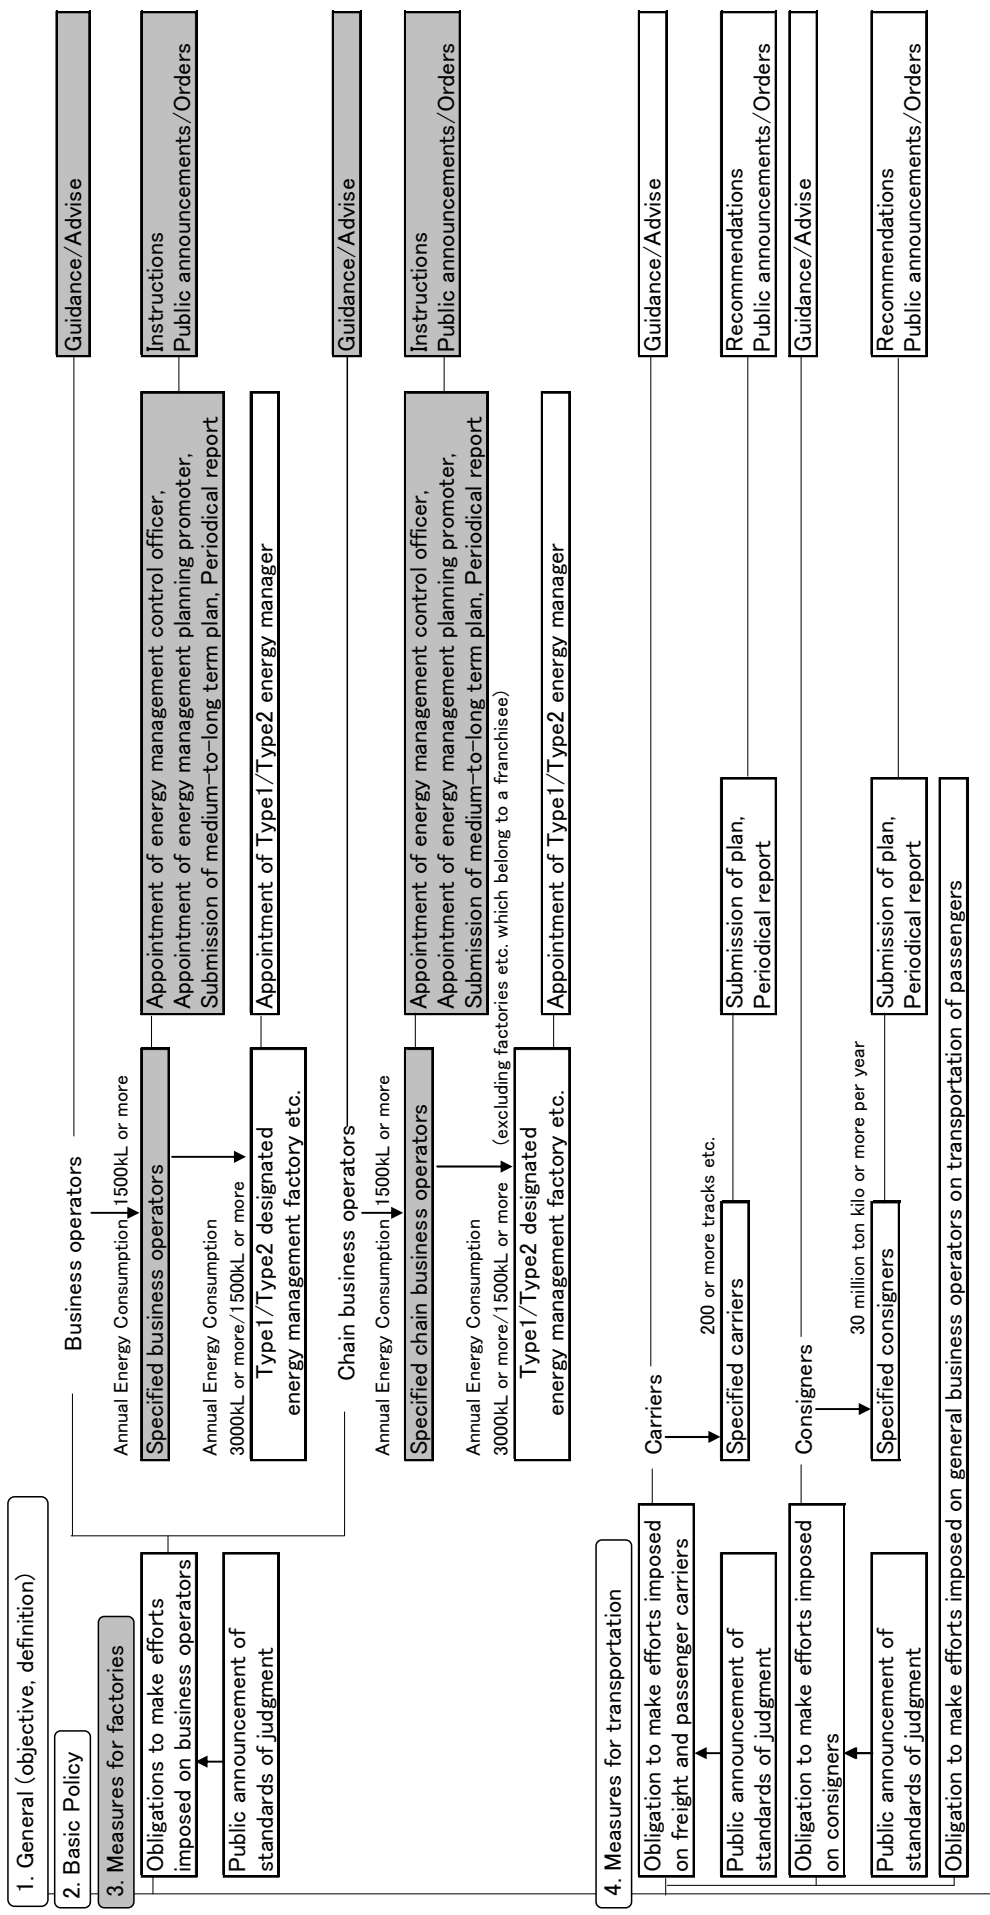 1. General (objective, definition)
2. Basic Policy
3. Measures for factories
Obligations to make efforts
imposed on business operators
Public announcement of
standards of judgment
Business operators
Guidance/Advise
Annual Energy Consumption 1500kL or more
Specified business operators
Appointment of energy management control officer,
Appointment of energy management planning promoter,
Submission of medium-to-long term plan, Periodical report
Instructions
Public announcements/Orders
Annual Energy Consumption
3000kL or more/1500kL or more
Type1/Type2 designated
energy management factory etc.
Appointment of Type1/Type2 energy manager
Chain business operators
Guidance/Advise
Annual Energy Consumption 1500kL or more
Specified chain business operators
Appointment of energy management control officer,
Appointment of energy management planning promoter,
Submission of medium-to-long term plan, Periodical report
Instructions
Public announcements/Orders
Annual Energy Consumption
3000kL or more/1500kL or more (excluding factories etc. which belong to a franchisee)
Type1/Type2 designated
energy management factory etc.
Appointment of Type1/Type2 energy manager
4. Measures for transportation
Obligation to make efforts imposed
on freight and passenger carriers
Public announcement of
standards of judgment
Carriers
Guidance/Advise
200 or more tracks etc.
Specified carriers
Submission of plan,
Periodical report
Recommendations
Public announcements/Orders
Obligation to make efforts imposed
on consigners
Public announcement of
standards of judgment
Consigners
Guidance/Advise
30 million ton kilo or more per year
Specified consigners
Submission of plan,
Periodical report
Recommendations
Public announcements/Orders
Obligation to make efforts imposed on general business operators on transportation of passengers